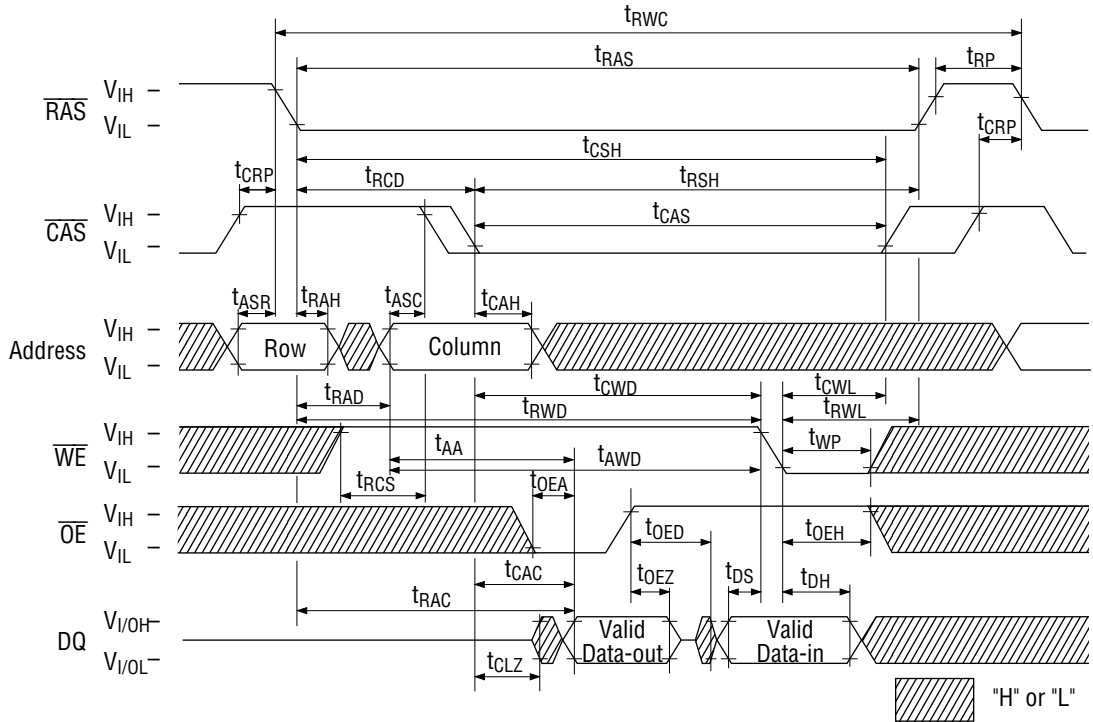 tRWC
tRAS
tRP
RAS
VIH
VIL
tCRP
tCSH
tCRP
tRCD
tRSH
CAS
VIH
VIL
tCAS
tASR
tRAH
tASC
tCAH
Address
VIH
VIL
Row
Column
tRAD
tCWD
tCWL
tRWD
tRWL
WE
VIH
VIL
tAA
tWP
tAWD
tRCS
tOEA
OE
VIH
VIL
tOED
tOEH
tCAC
tOEZ
tDS
tDH
tRAC
DQ
VI/OH
VI/OL
Valid
Data-out
Valid
Data-in
tCLZ
"H" or "L"